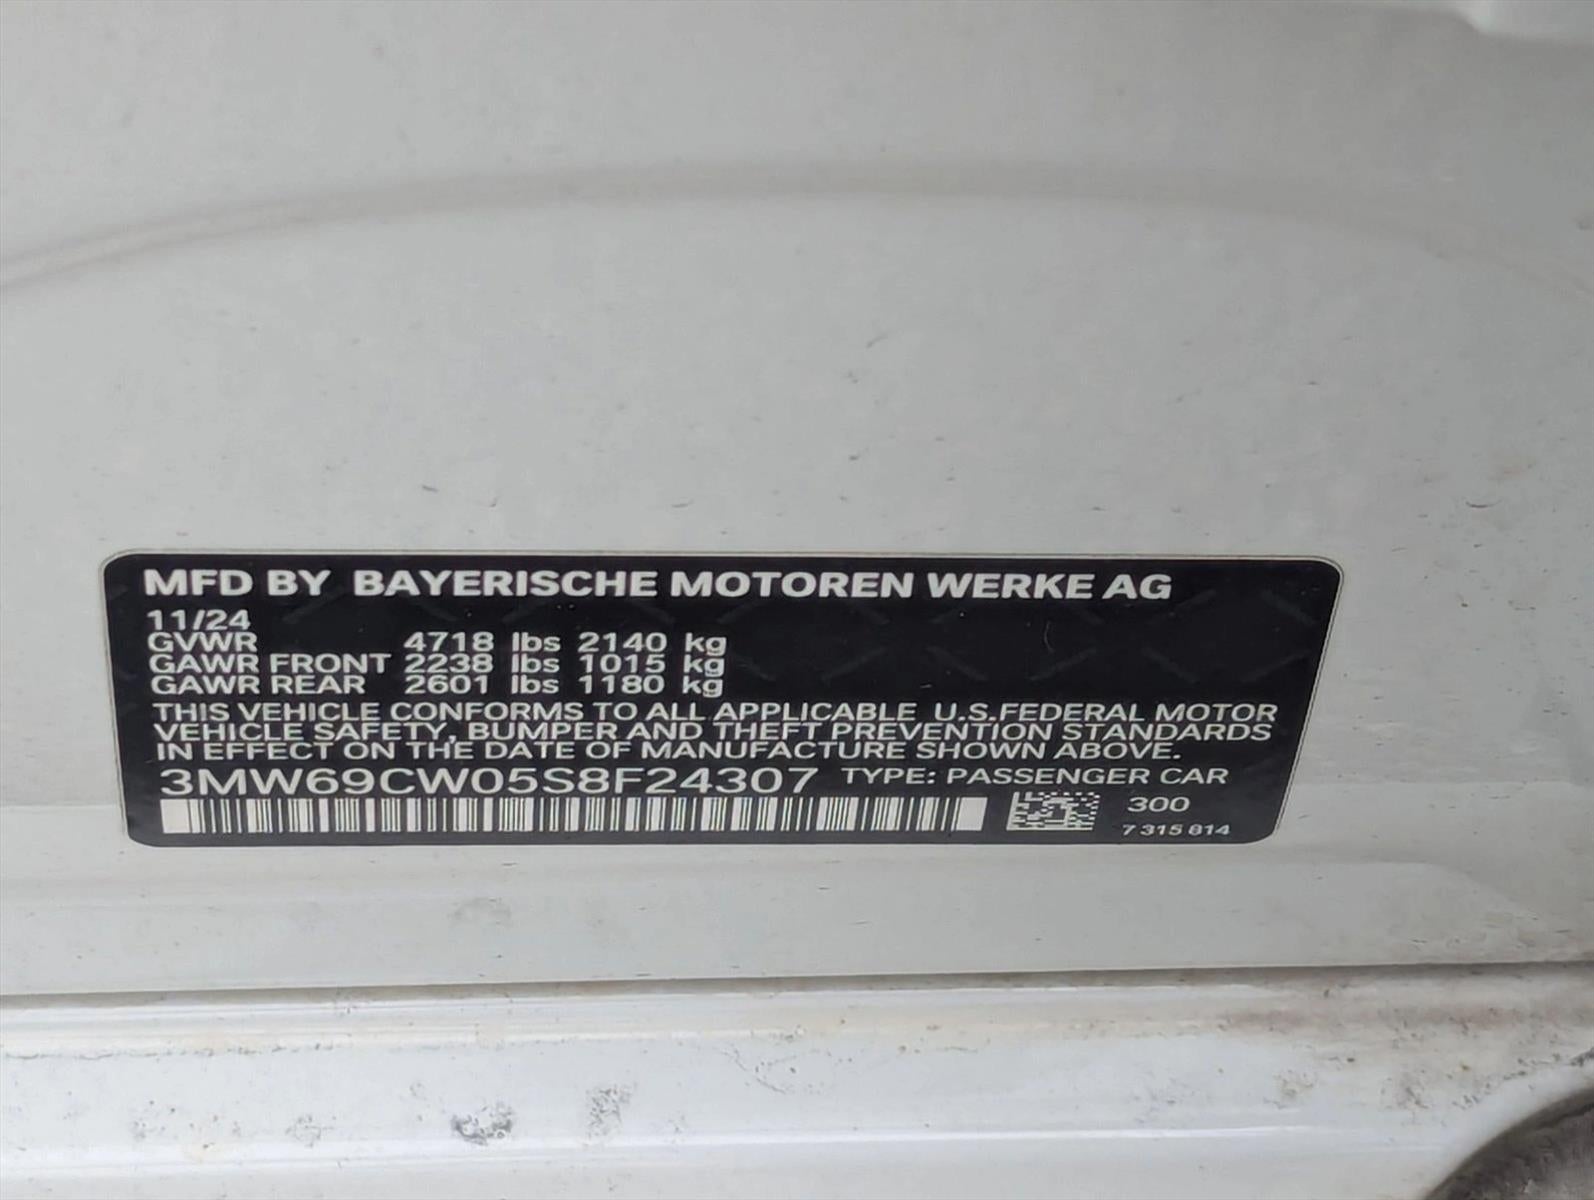 MFD BY BAYERISCHE MOTOREN WERKE AG
11/24
GVWR 4718 lbs 2140 kg
GAWR FRONT 2238 lbs 1015 kg
GAWR REAR 2601 lbs 1180 kg
THIS VEHICLE CONFORMS TO ALL APPLICABLE U.S.FEDERAL MOTOR
VEHICLE SAFETY, BUMPER AND THEFT PREVENTION STANDARDS
IN EFFECT ON THE DATE OF MANUFACTURE SHOWN ABOVE.
3MW69CW05S8F24307 TYPE: PASSENGER CAR
300
7 315 814